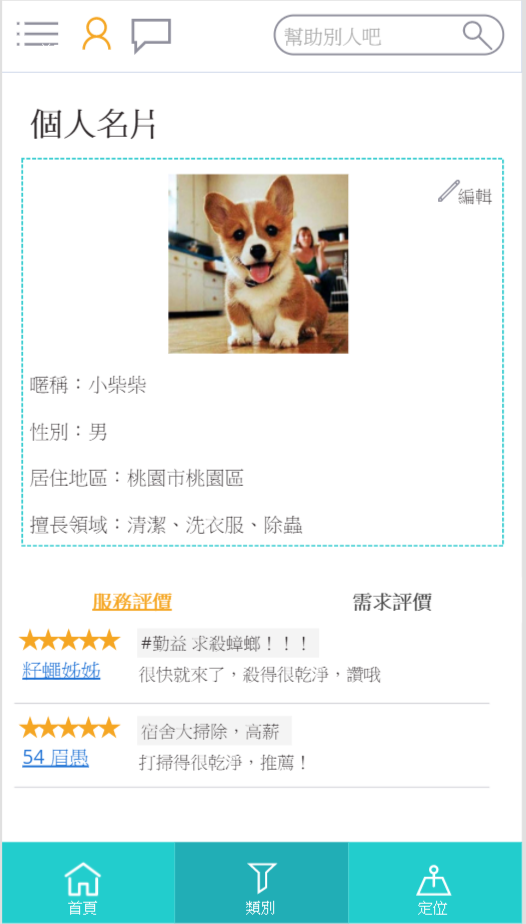 幫助別人吧
個人名片
編輯
暱稱：小柴柴
性別：男
居住地區：桃園市桃園區
擅長領域：清潔、洗衣服、除蟲
服務評價
需求評價
#勤益 求殺蟑螂！！！
籽蠅姊姊
很快就來了，殺得很乾淨，讚哦
宿舍大掃除，高薪
54 眉愚
打掃得很乾淨，推薦！
首頁
類別
定位